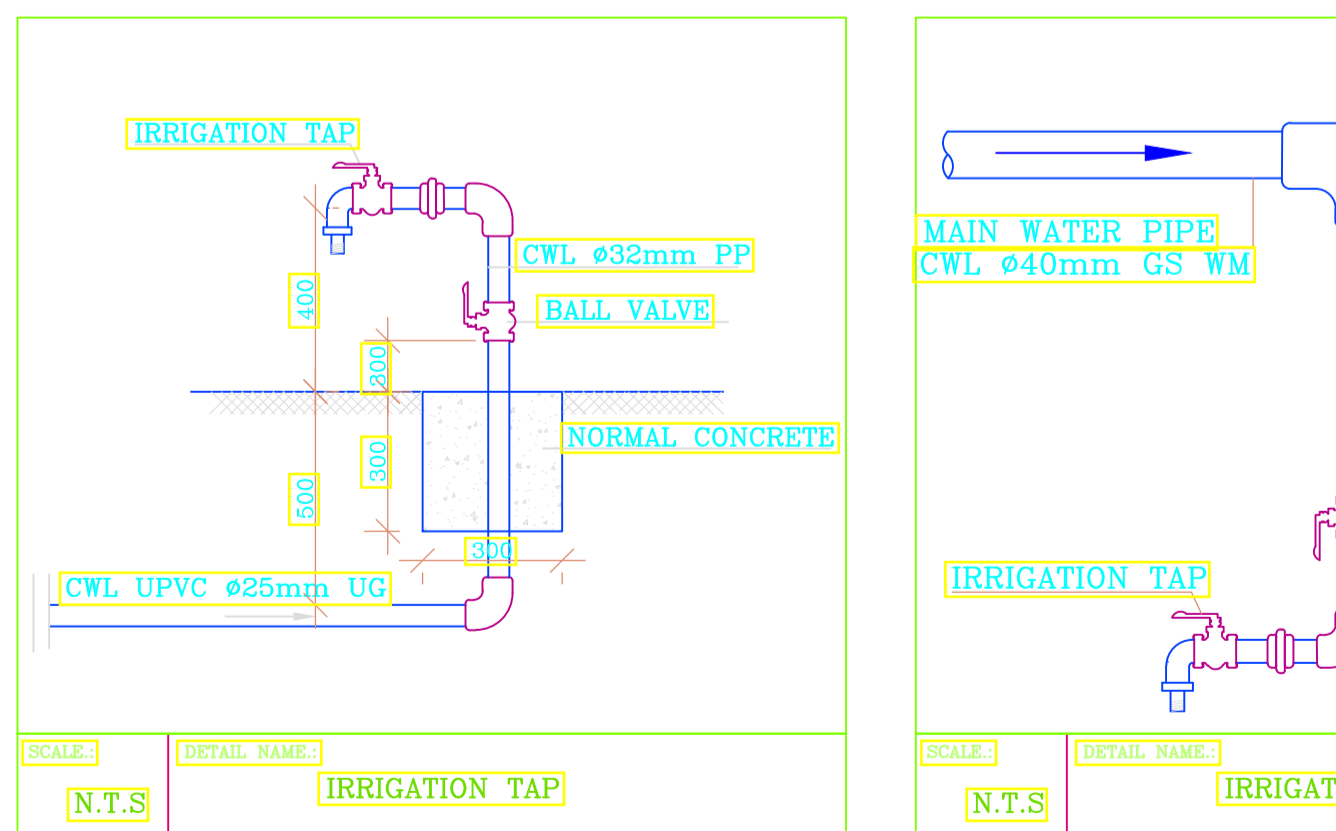 IRRIGATION TAP
CWL ø32mm PP
BALL VALVE
400
300
NORMAL CONCRETE
300
500
300
CWL UPVC ø25mm UG
SCALE.:
DETAIL NAME.:
N.T.S
IRRIGATION TAP
MAIN WATER PIPE
CWL ø40mm GS WM
IRRIGATION TAP
SCALE.:
DETAIL NAME.:
N.T.S